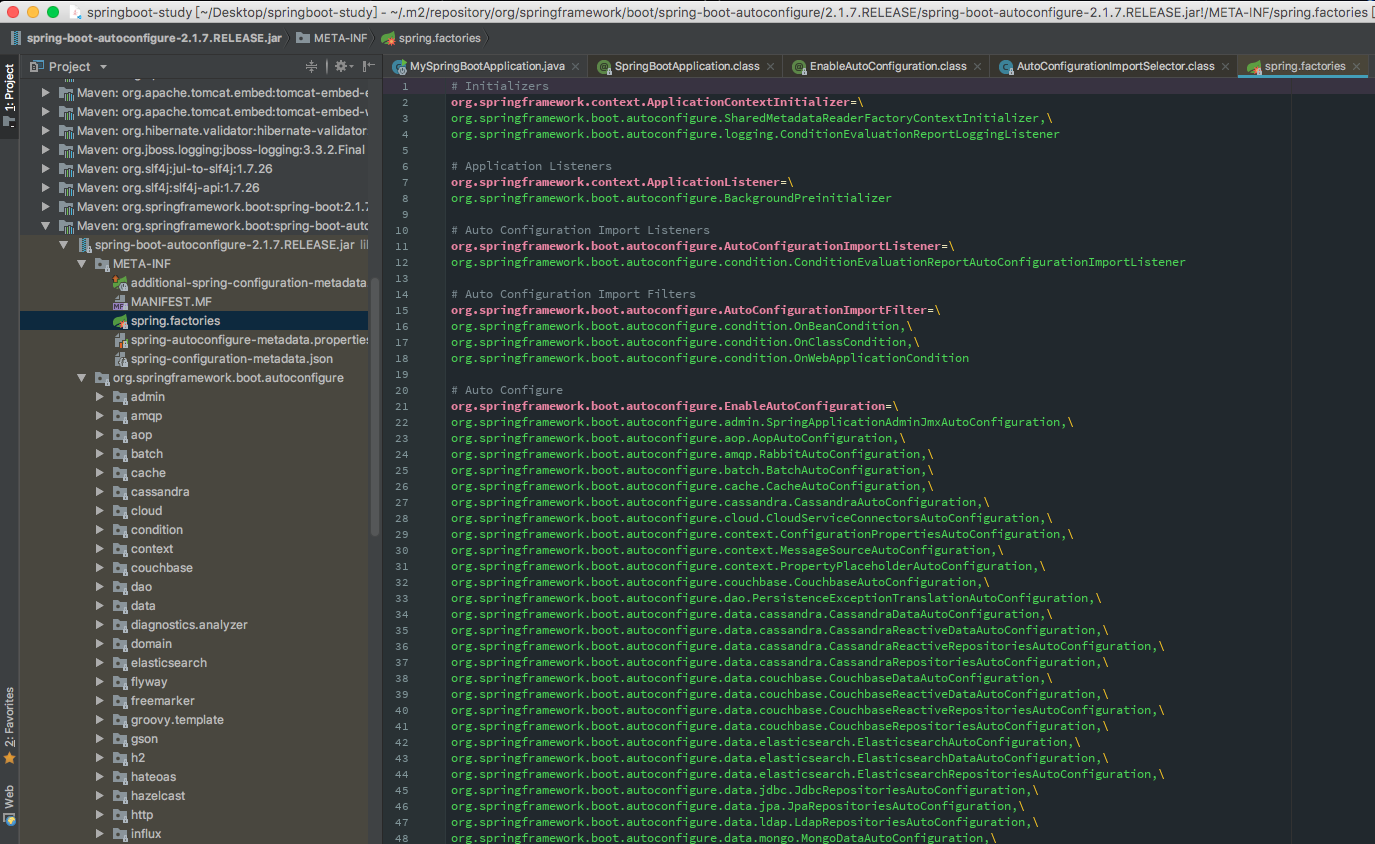 springboot-study [~/Desktop/springboot-study] - ~/.m2/repository/org/springframework/boot/spring-boot-autoconfigure/2.1.7.RELEASE/spring-boot-autoconfigure-2.1.7.RELEASE.jar!/META-INF/spring.factories [
spring-boot-autoconfigure-2.1.7.RELEASE.jar META-INF spring.factories
1: Project
2: Favorites
Web
Project
Maven: org.apache.tomcat.embed:tomcat-embed-e
Maven: org.apache.tomcat.embed:tomcat-embed-v
Maven: org.hibernate.validator:hibernate-validator:
Maven: org.jboss.logging:jboss-logging:3.3.2.Final
Maven: org.slf4j:jul-to-slf4j:1.7.26
Maven: org.slf4j:slf4j-api:1.7.26
Maven: org.springframework.boot:spring-boot:2.1.7
Maven: org.springframework.boot:spring-boot-auto
spring-boot-autoconfigure-2.1.7.RELEASE.jar lib
META-INF
additional-spring-configuration-metadata
MANIFEST.MF
spring.factories
spring-autoconfigure-metadata.properties
spring-configuration-metadata.json
org.springframework.boot.autoconfigure
admin
amqp
aop
batch
cache
cassandra
cloud
condition
context
couchbase
dao
data
diagnostics.analyzer
domain
elasticsearch
flyway
freemarker
groovy.template
gson
h2
hateoas
hazelcast
http
influx
MySpringBootApplication.java SpringBootApplication.class EnableAutoConfiguration.class AutoConfigurationImportSelector.class spring.factories
1 # Initializers
2 org.springframework.context.ApplicationContextInitializer=\
3 org.springframework.boot.autoconfigure.SharedMetadataReaderFactoryContextInitializer,\
4 org.springframework.boot.autoconfigure.logging.ConditionEvaluationReportLoggingListener
5
6 # Application Listeners
7 org.springframework.context.ApplicationListener=\
8 org.springframework.boot.autoconfigure.BackgroundPreinitializer
9
10 # Auto Configuration Import Listeners
11 org.springframework.boot.autoconfigure.AutoConfigurationImportListener=\
12 org.springframework.boot.autoconfigure.condition.ConditionEvaluationReportAutoConfigurationImportListener
13
14 # Auto Configuration Import Filters
15 org.springframework.boot.autoconfigure.AutoConfigurationImportFilter=\
16 org.springframework.boot.autoconfigure.condition.OnBeanCondition,\
17 org.springframework.boot.autoconfigure.condition.OnClassCondition,\
18 org.springframework.boot.autoconfigure.condition.OnWebApplicationCondition
19
20 # Auto Configure
21 org.springframework.boot.autoconfigure.EnableAutoConfiguration=\
22 org.springframework.boot.autoconfigure.admin.SpringApplicationAdminJmxAutoConfiguration,\
23 org.springframework.boot.autoconfigure.aop.AopAutoConfiguration,\
24 org.springframework.boot.autoconfigure.amqp.RabbitAutoConfiguration,\
25 org.springframework.boot.autoconfigure.batch.BatchAutoConfiguration,\
26 org.springframework.boot.autoconfigure.cache.CacheAutoConfiguration,\
27 org.springframework.boot.autoconfigure.cassandra.CassandraAutoConfiguration,\
28 org.springframework.boot.autoconfigure.cloud.CloudServiceConnectorsAutoConfiguration,\
29 org.springframework.boot.autoconfigure.context.ConfigurationPropertiesAutoConfiguration,\
30 org.springframework.boot.autoconfigure.context.MessageSourceAutoConfiguration,\
31 org.springframework.boot.autoconfigure.context.PropertyPlaceholderAutoConfiguration,\
32 org.springframework.boot.autoconfigure.couchbase.CouchbaseAutoConfiguration,\
33 org.springframework.boot.autoconfigure.dao.PersistenceExceptionTranslationAutoConfiguration,\
34 org.springframework.boot.autoconfigure.data.cassandra.CassandraDataAutoConfiguration,\
35 org.springframework.boot.autoconfigure.data.cassandra.CassandraReactiveDataAutoConfiguration,\
36 org.springframework.boot.autoconfigure.data.cassandra.CassandraReactiveRepositoriesAutoConfiguration,\
37 org.springframework.boot.autoconfigure.data.cassandra.CassandraRepositoriesAutoConfiguration,\
38 org.springframework.boot.autoconfigure.data.couchbase.CouchbaseDataAutoConfiguration,\
39 org.springframework.boot.autoconfigure.data.couchbase.CouchbaseReactiveDataAutoConfiguration,\
40 org.springframework.boot.autoconfigure.data.couchbase.CouchbaseReactiveRepositoriesAutoConfiguration,\
41 org.springframework.boot.autoconfigure.data.couchbase.CouchbaseRepositoriesAutoConfiguration,\
42 org.springframework.boot.autoconfigure.data.elasticsearch.ElasticsearchAutoConfiguration,\
43 org.springframework.boot.autoconfigure.data.elasticsearch.ElasticsearchDataAutoConfiguration,\
44 org.springframework.boot.autoconfigure.data.elasticsearch.ElasticsearchRepositoriesAutoConfiguration,\
45 org.springframework.boot.autoconfigure.data.jdbc.JdbcRepositoriesAutoConfiguration,\
46 org.springframework.boot.autoconfigure.data.jpa.JpaRepositoriesAutoConfiguration,\
47 org.springframework.boot.autoconfigure.data.ldap.LdapRepositoriesAutoConfiguration,\
48 org.springframework.boot.autoconfigure.data.mongo.MongoDataAutoConfiguration,\